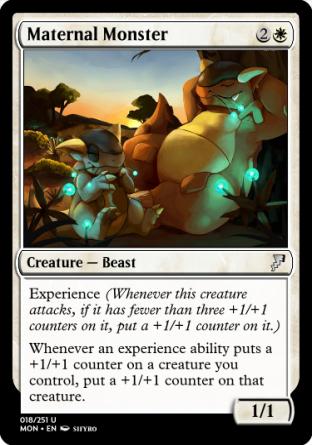 Maternal Monster 2
Creature — Beast
Experience (Whenever this creature
attacks, if it has fewer than three +1/+1
counters on it, put a +1/+1 counter on it.)
Whenever an experience ability puts a
+1/+1 counter on a creature you
control, put a +1/+1 counter on that
creature.
1/1
018/251 U
MON • EN SHYRO